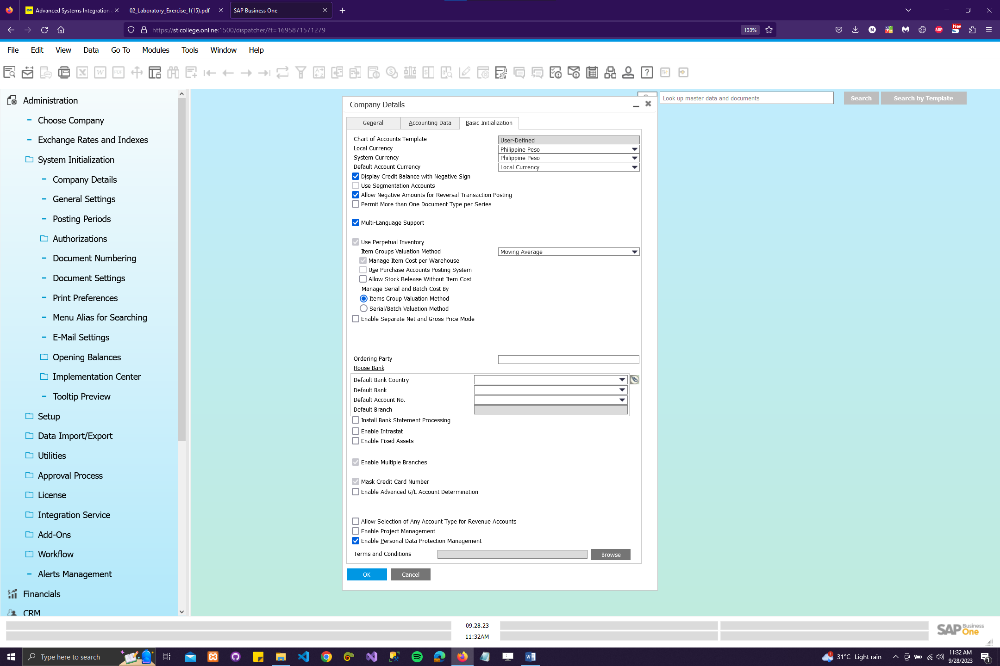 Advanced Systems Integration a
02_Laboratory_Exercise_1(15).pdf
SAP Business One
https://sticollege.online:1500/dispatcher/?t=1695871571279
133%
File Edit View Data Go To Modules Tools Window Help
Administration
Choose Company
Exchange Rates and Indexes
System Initialization
Company Details
General Settings
Posting Periods
Authorizations
Document Numbering
Document Settings
Print Preferences
Menu Alias for Searching
E-Mail Settings
Opening Balances
Implementation Center
Tooltip Preview
Setup
Data Import/Export
Utilities
Approval Process
License
Integration Service
Add-Ons
Workflow
Alerts Management
Financials
CRM
Look up master data and documents
Search
Search by Template
Company Details
General
Accounting Data
Basic Initialization
Chart of Accounts Template User-Defined
Local Currency Philippine Peso
System Currency Philippine Peso
Default Account Currency Local Currency
Display Credit Balance with Negative Sign
Use Segmentation Accounts
Allow Negative Amounts for Reversal Transaction Posting
Permit More than One Document Type per Series
Multi-Language Support
Use Perpetual Inventory
Item Groups Valuation Method Moving Average
Manage Item Cost per Warehouse
Use Purchase Accounts Posting System
Allow Stock Release Without Item Cost
Manage Serial and Batch Cost By
Items Group Valuation Method
Serial/Batch Valuation Method
Enable Separate Net and Gross Price Mode
Ordering Party
House Bank
Default Bank Country
Default Bank
Default Account No.
Default Branch
Install Bank Statement Processing
Enable Intrastat
Enable Fixed Assets
Enable Multiple Branches
Mask Credit Card Number
Enable Advanced G/L Account Determination
Allow Selection of Any Account Type for Revenue Accounts
Enable Project Management
Enable Personal Data Protection Management
Terms and Conditions
Browse
OK
Cancel
09.28.23
11:32AM
SAP Business One
Type here to search
31°C Light rain
11:32 AM
9/28/2023